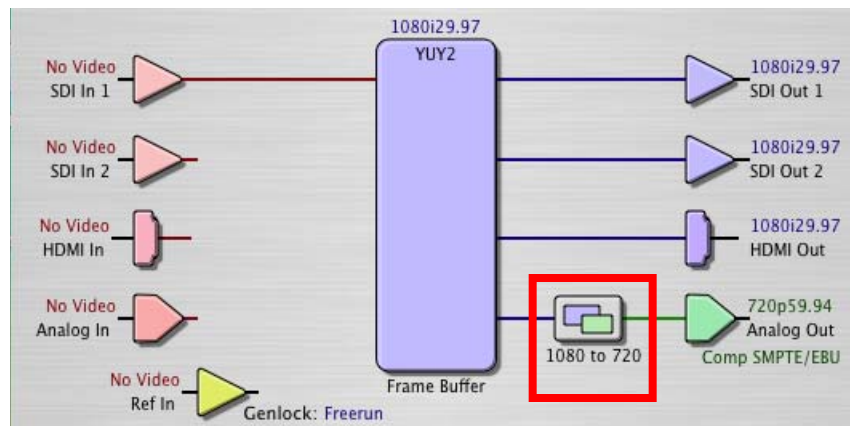 1080i29.97
YUY2
No Video
SDI In 1
1080i29.97
SDI Out 1
No Video
SDI In 2
1080i29.97
SDI Out 2
No Video
HDMI In
1080i29.97
HDMI Out
No Video
Analog In
1080 to 720
720p59.94
Analog Out
Comp SMPTE/EBU
No Video
Ref In
Frame Buffer
Genlock: Freerun